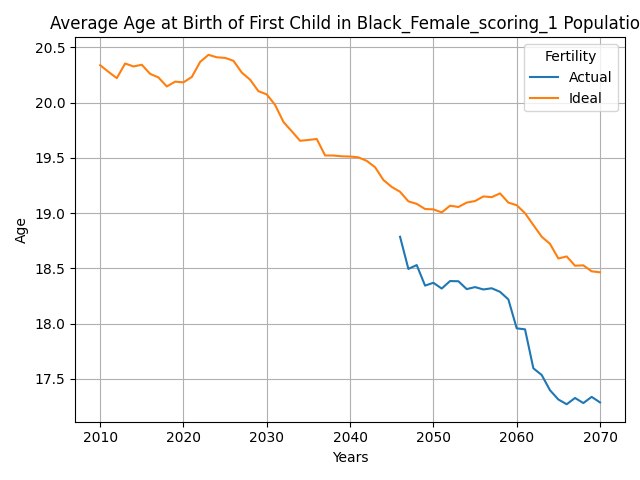 Average Age at Birth of First Child in Black_Female_scoring_1 Populatio
Fertility
Actual
Ideal
20.5
20.0
19.5
19.0
18.5
18.0
17.5
Age
2010 2020 2030 2040 2050 2060 2070
Years